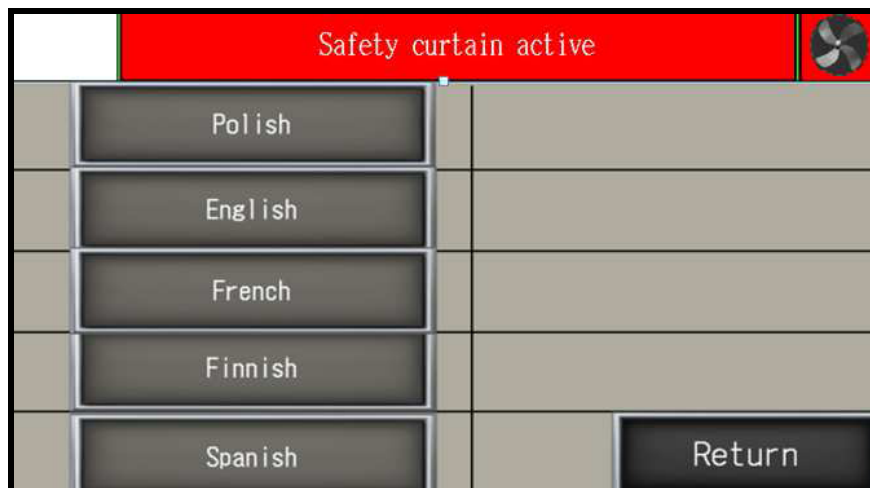 Safety curtain active
Polish
English
French
Finnish
Spanish
Return